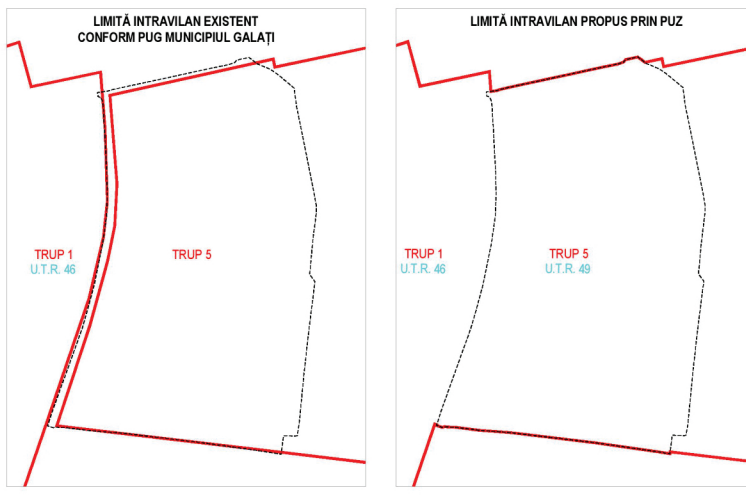 LIMITĂ INTRAVILAN EXISTENT
CONFORM PUG MUNICIPIUL GALAȚI
TRUP 1
U.T.R. 46
TRUP 5
LIMITĂ INTRAVILAN PROPUS PRIN PUZ
TRUP 1
U.T.R. 46
TRUP 5
U.T.R. 49